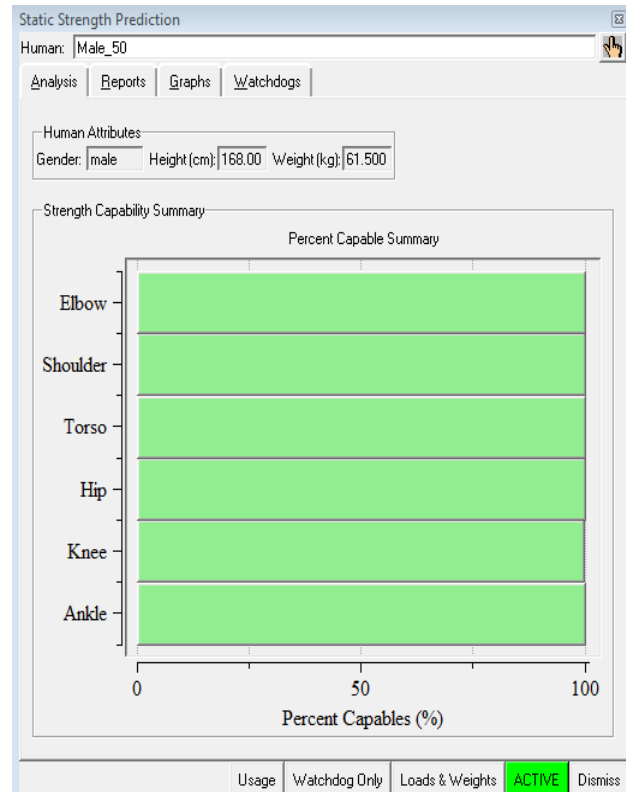 Static Strength Prediction
Human: Male_50
Analysis Reports Graphs Watchdogs
Human Attributes
Gender: male Height (cm): 168.00 Weight (kg): 61.500
Strength Capability Summary
Percent Capable Summary
Elbow
Shoulder
Torso
Hip
Knee
Ankle
0 50 100
Percent Capables (%)
Usage Watchdog Only Loads & Weights ACTIVE Dismiss